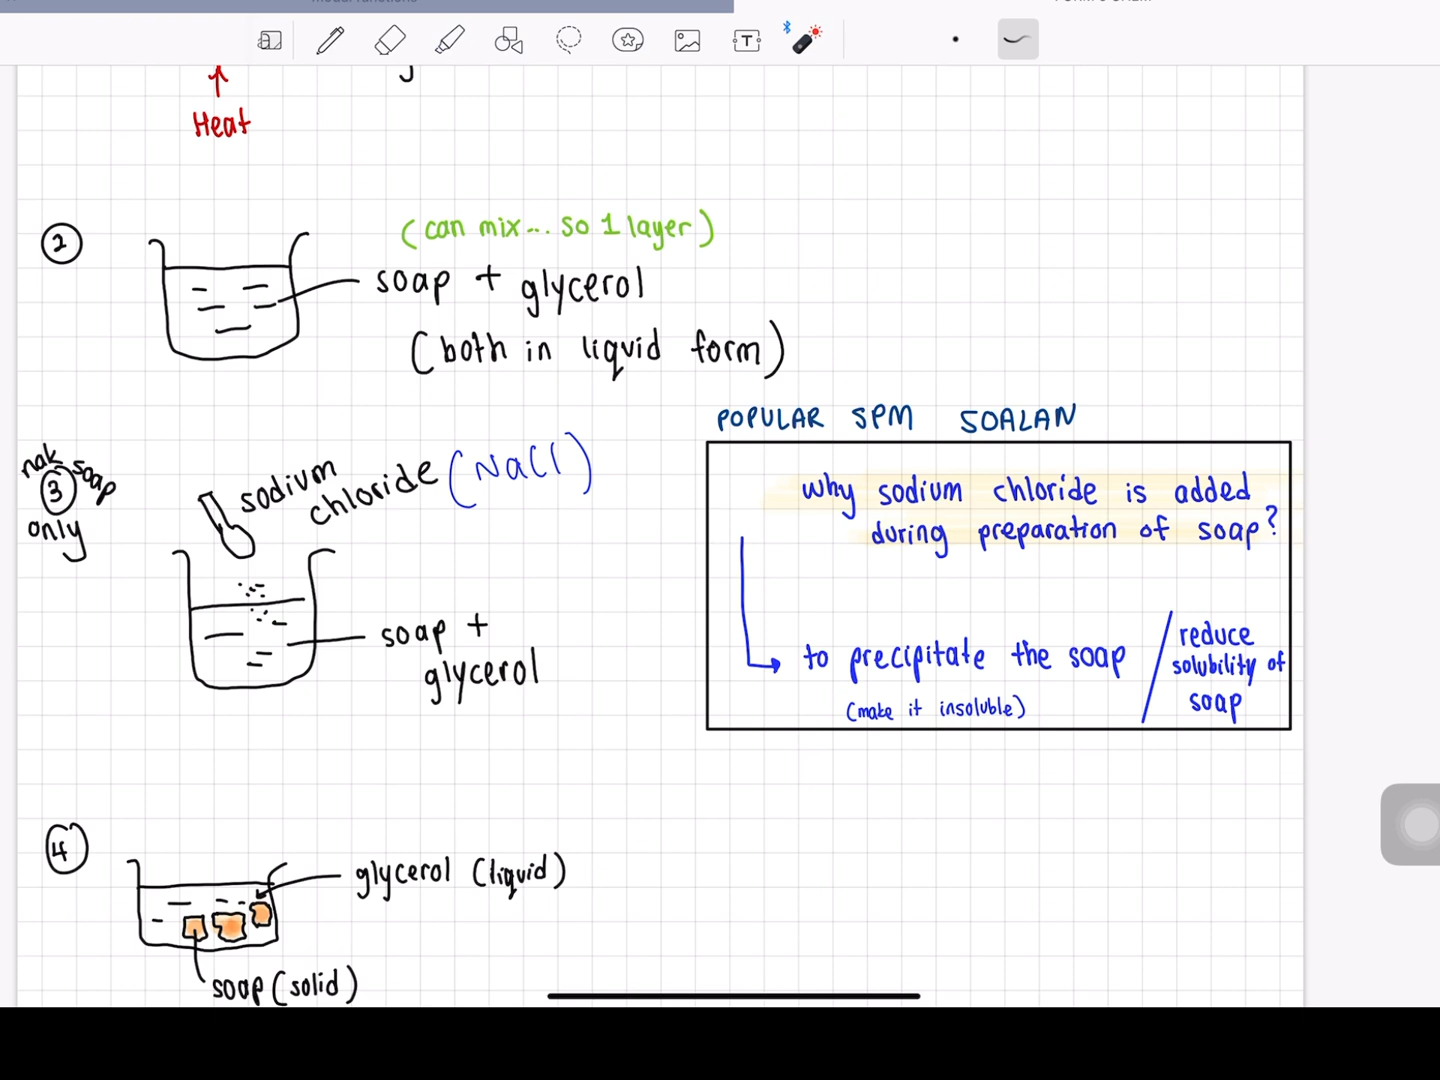 Heat
2
(can mix... so 1 layer)
soap + glycerol
(both in liquid form)
POPULAR SPM SOALAN
why sodium chloride is added
during preparation of soap?
to precipitate the soap / reduce solubility of soap
(make it insoluble)
nak soap only
3
sodium chloride (NaCl)
soap +
glycerol
4
glycerol (liquid)
soap (solid)